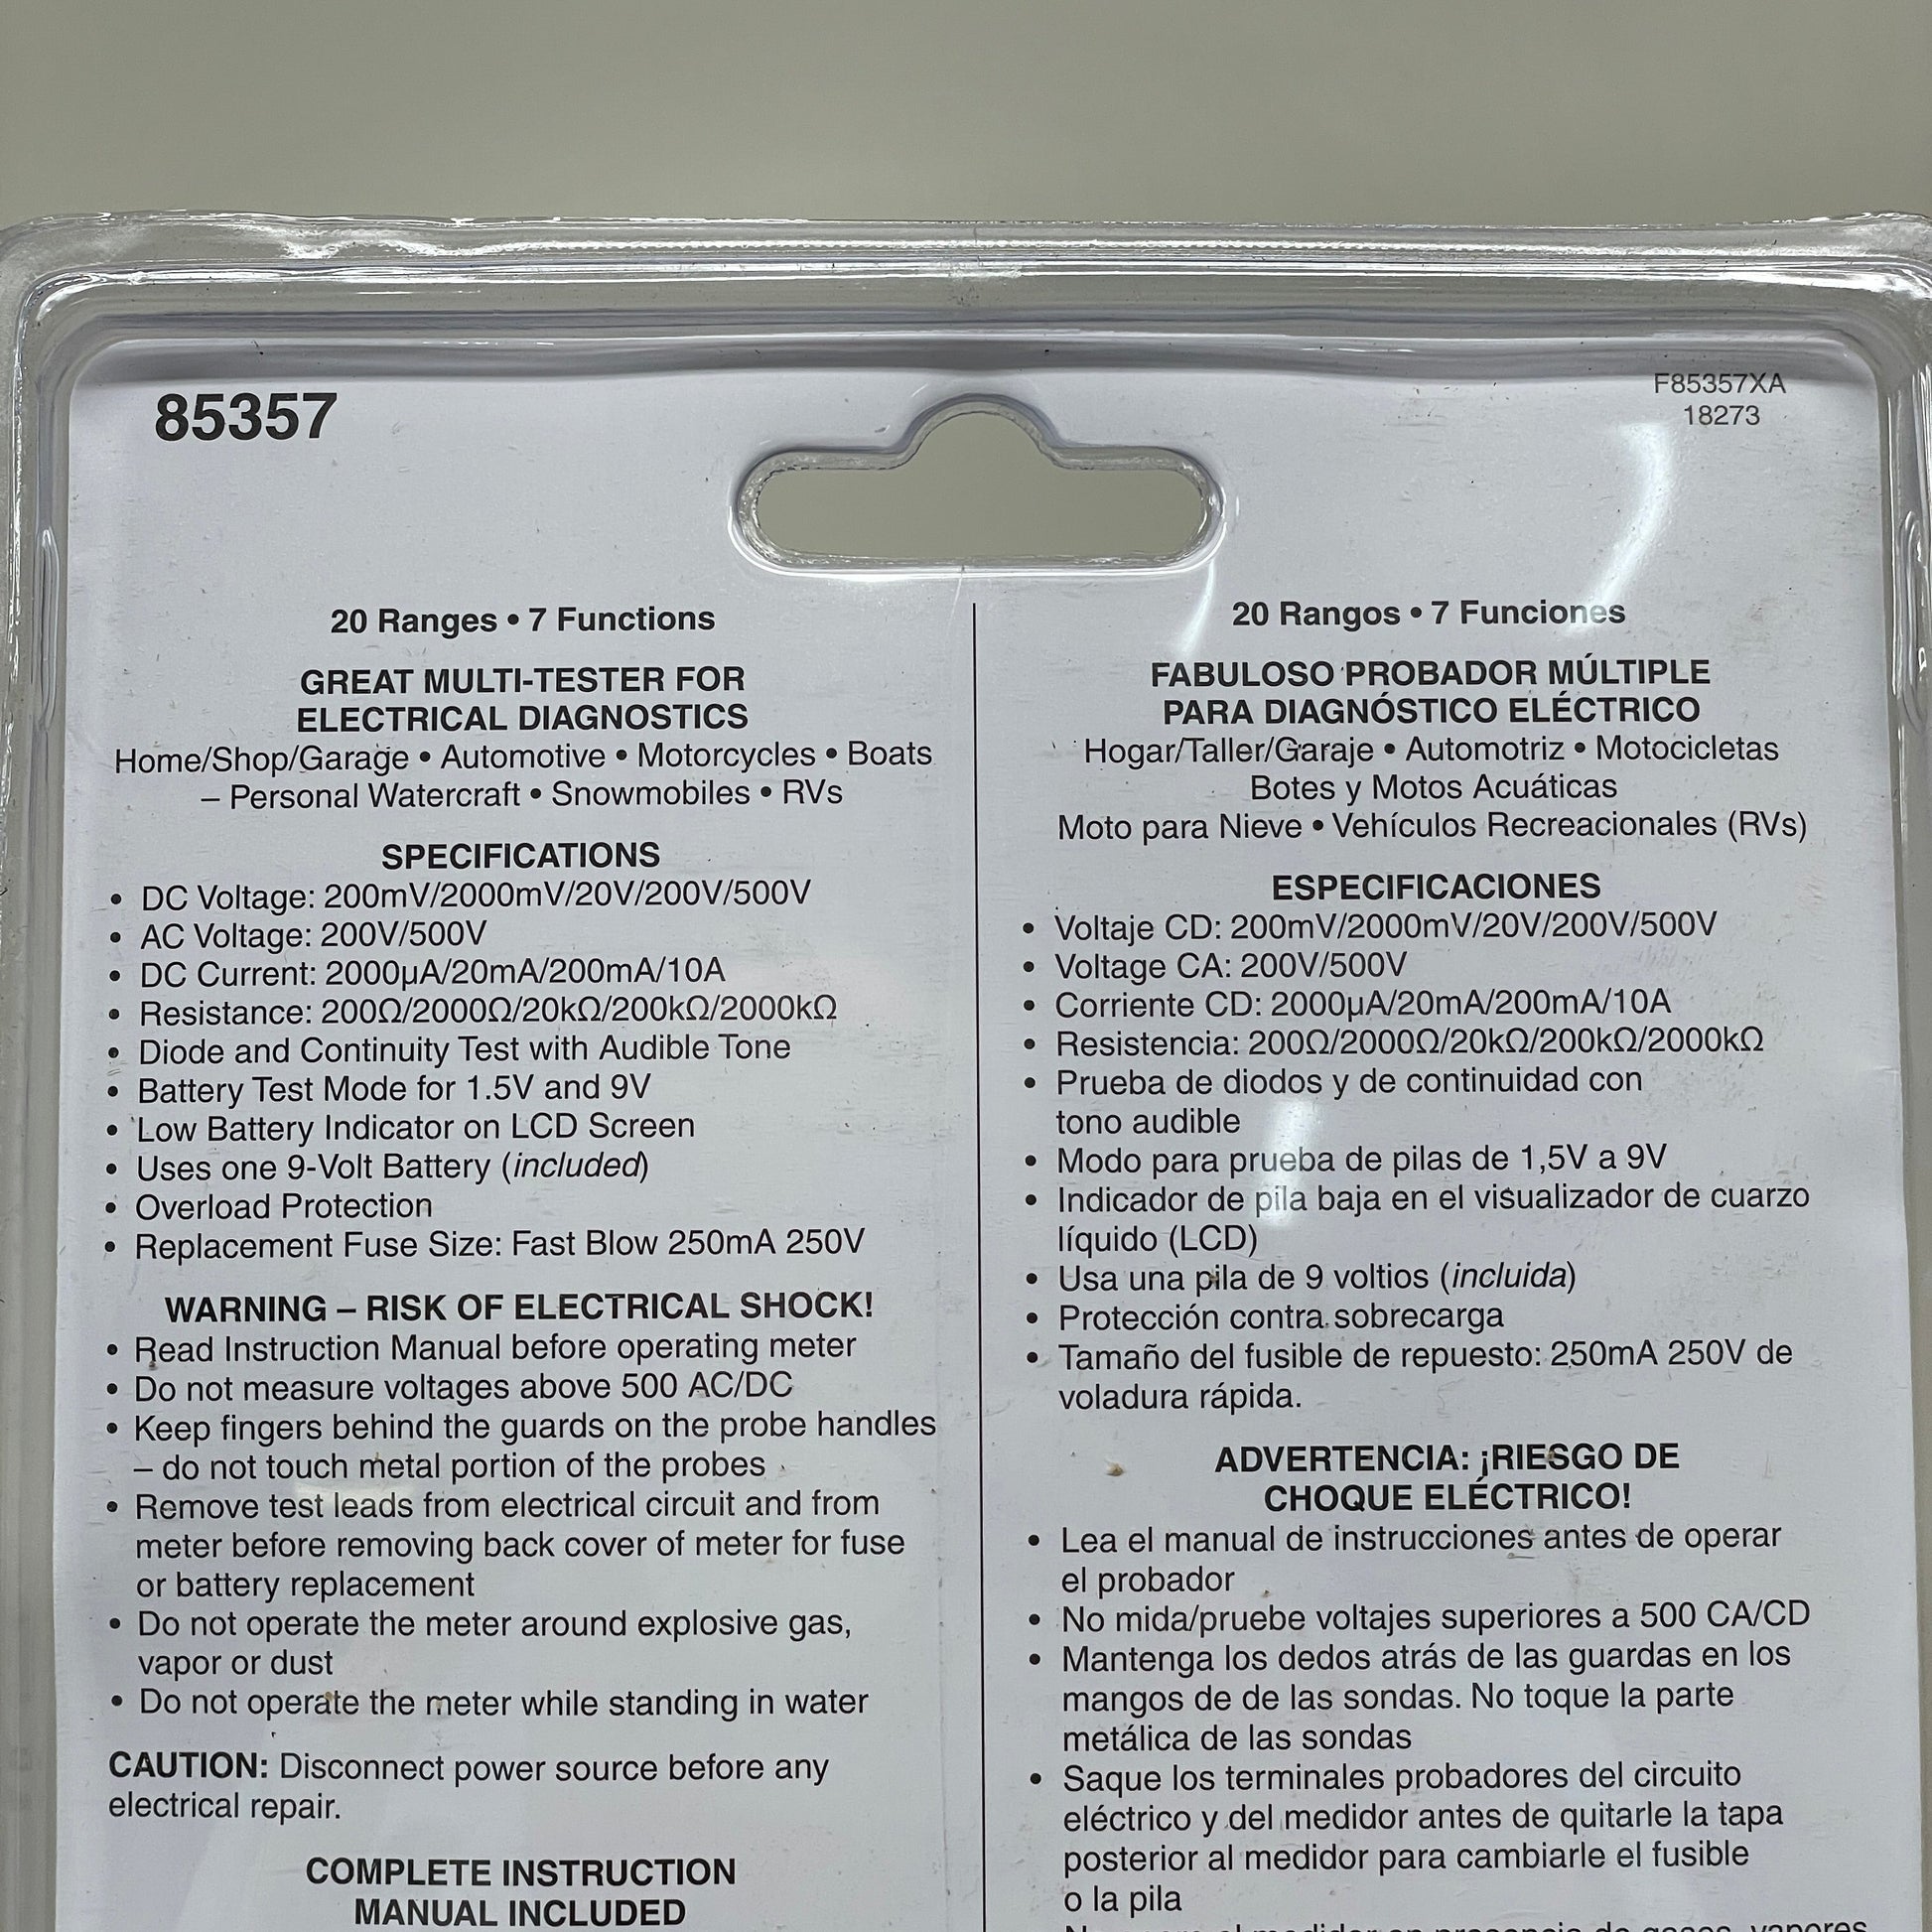 85357
F85357XA
18273
20 Ranges • 7 Functions
GREAT MULTI-TESTER FOR
ELECTRICAL DIAGNOSTICS
Home/Shop/Garage • Automotive • Motorcycles • Boats
– Personal Watercraft • Snowmobiles • RVs
SPECIFICATIONS
• DC Voltage: 200mV/2000mV/20V/200V/500V
• AC Voltage: 200V/500V
• DC Current: 2000µA/20mA/200mA/10A
• Resistance: 200Ω/2000Ω/20kΩ/200kΩ/2000kΩ
• Diode and Continuity Test with Audible Tone
• Battery Test Mode for 1.5V and 9V
• Low Battery Indicator on LCD Screen
• Uses one 9-Volt Battery (included)
• Overload Protection
• Replacement Fuse Size: Fast Blow 250mA 250V
WARNING – RISK OF ELECTRICAL SHOCK!
• Read Instruction Manual before operating meter
• Do not measure voltages above 500 AC/DC
• Keep fingers behind the guards on the probe handles
– do not touch metal portion of the probes
• Remove test leads from electrical circuit and from
meter before removing back cover of meter for fuse
or battery replacement
• Do not operate the meter around explosive gas,
vapor or dust
• Do not operate the meter while standing in water
CAUTION: Disconnect power source before any
electrical repair.
COMPLETE INSTRUCTION
MANUAL INCLUDED
20 Rangos • 7 Funciones
FABULOSO PROBADOR MÚLTIPLE
PARA DIAGNÓSTICO ELÉCTRICO
Hogar/Taller/Garaje • Automotriz • Motocicletas
Botes y Motos Acuáticas
Moto para Nieve • Vehículos Recreacionales (RVs)
ESPECIFICACIONES
• Voltaje CD: 200mV/2000mV/20V/200V/500V
• Voltage CA: 200V/500V
• Corriente CD: 2000µA/20mA/200mA/10A
• Resistencia: 200Ω/2000Ω/20kΩ/200kΩ/2000kΩ
• Prueba de diodos y de continuidad con
tono audible
• Modo para prueba de pilas de 1,5V a 9V
• Indicador de pila baja en el visualizador de cuarzo
líquido (LCD)
• Usa una pila de 9 voltios (incluida)
• Protección contra sobrecarga
• Tamaño del fusible de repuesto: 250mA 250V de
voladura rápida.
ADVERTENCIA: ¡RIESGO DE
CHOQUE ELÉCTRICO!
• Lea el manual de instrucciones antes de operar
el probador
• No mida/pruebe voltajes superiores a 500 CA/CD
• Mantenga los dedos atrás de las guardas en los
mangos de de las sondas. No toque la parte
metálica de las sondas
• Saque los terminales probadores del circuito
eléctrico y del medidor antes de quitarle la tapa
posterior al medidor para cambiarle el fusible
o la pila